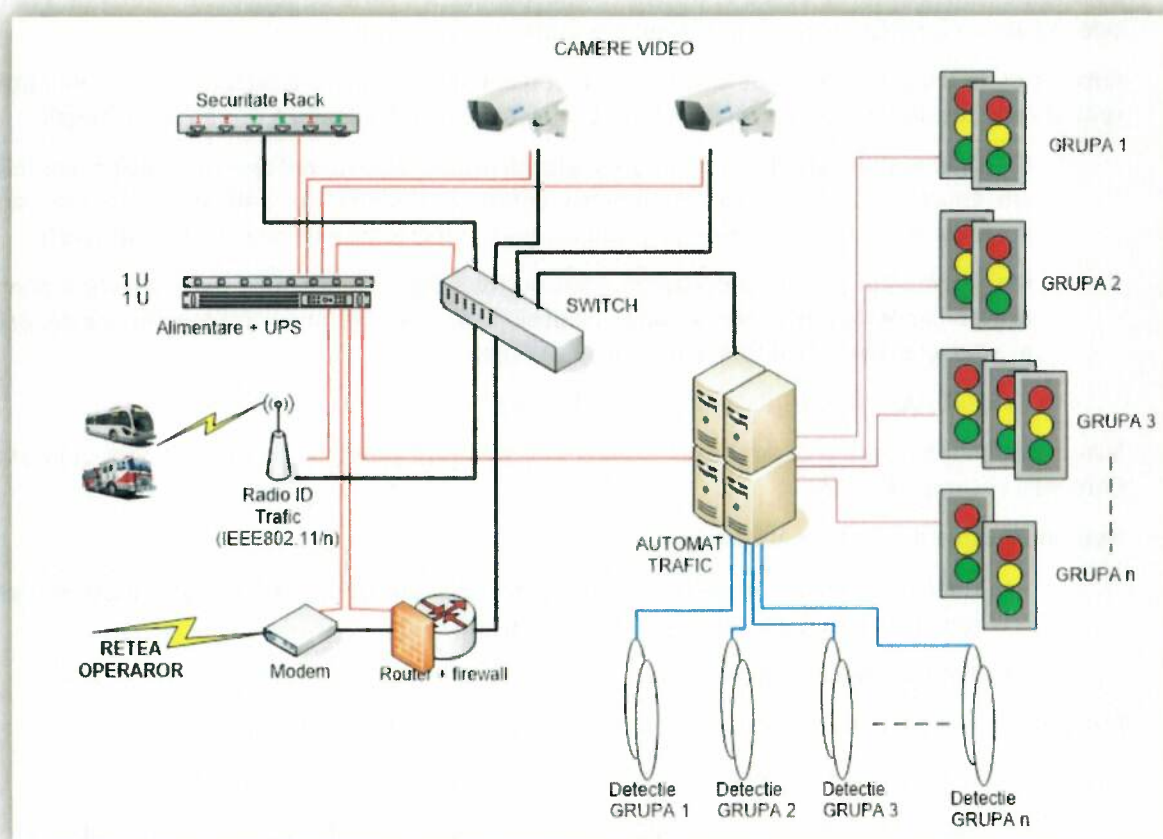 CAMERE VIDEO
Securitate Rack
GRUPA 1
1 U
1 U
Alimentare + UPS
SWITCH
GRUPA 2
GRUPA 3
Radio ID
Trafic
(IEEE802.11/n)
AUTOMAT
TRAFIC
GRUPA n
RETEA
OPERAROR
Modem
Router + firewall
Detectie
GRUPA 1
Detectie
GRUPA 2
Detectie
GRUPA 3
Detectie
GRUPA n